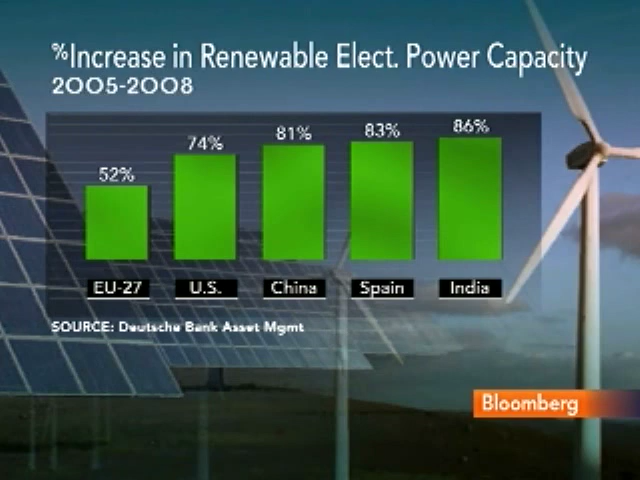 %Increase in Renewable Elect. Power Capacity
2005-2008
52%
74%
81%
83%
86%
EU-27
U.S.
China
Spain
India
SOURCE: Deutsche Bank Asset Mgmt
Bloomberg